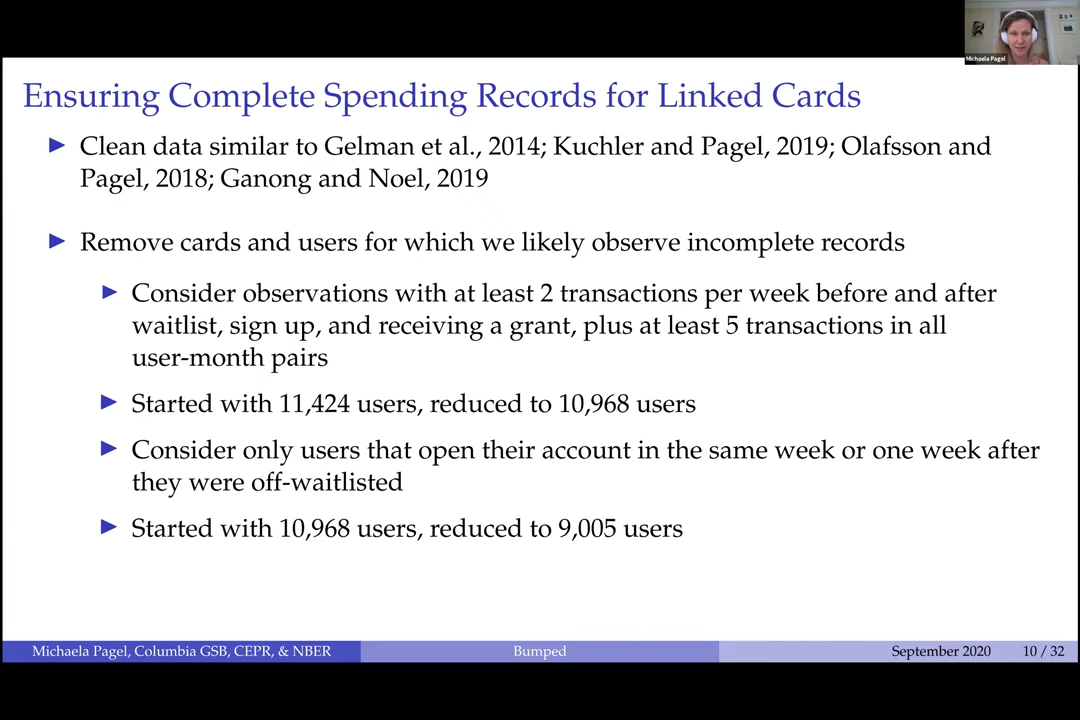 Michaela Pagel
Ensuring Complete Spending Records for Linked Cards
Clean data similar to Gelman et al., 2014; Kuchler and Pagel, 2019; Olafsson and
Pagel, 2018; Ganong and Noel, 2019
Remove cards and users for which we likely observe incomplete records
Consider observations with at least 2 transactions per week before and after
waitlist, sign up, and receiving a grant, plus at least 5 transactions in all
user-month pairs
Started with 11,424 users, reduced to 10,968 users
Consider only users that open their account in the same week or one week after
they were off-waitlisted
Started with 10,968 users, reduced to 9,005 users
Michaela Pagel, Columbia GSB, CEPR, & NBER
Bumped
September 2020 10 / 32